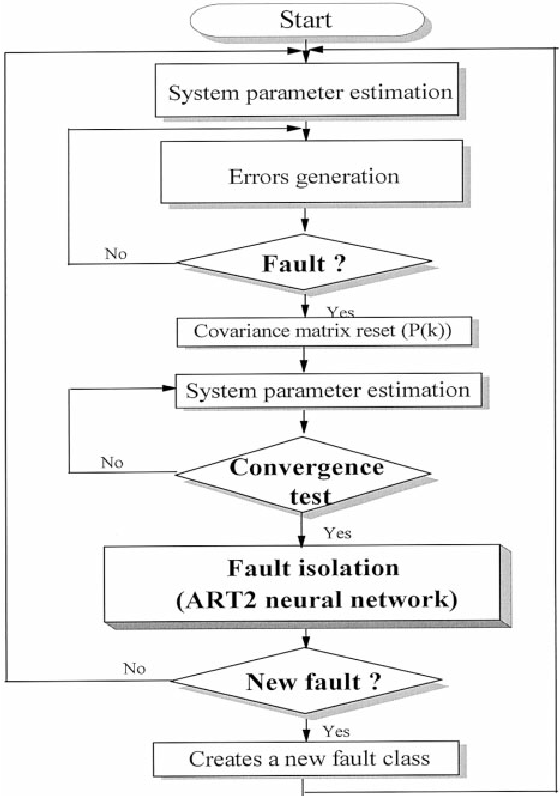 Start
System parameter estimation
Errors generation
No
Fault ?
Yes
Covariance matrix reset (P(k))
System parameter estimation
No
Convergence
test
Yes
Fault isolation
(ART2 neural network)
No
New fault ?
Yes
Creates a new fault class